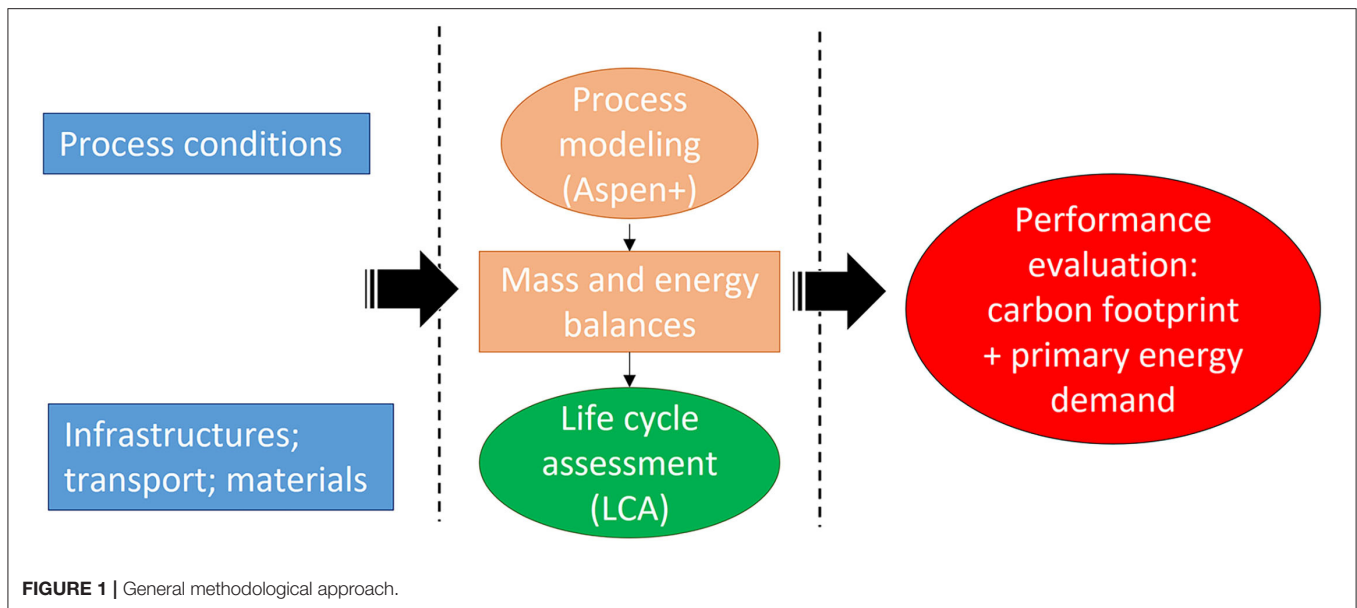 Process conditions
Infrastructures;
transport; materials
Process
modeling
(Aspen+)
Mass and energy
balances
Life cycle
assessment
(LCA)
Performance
evaluation:
carbon footprint
+ primary energy
demand
FIGURE 1 | General methodological approach.